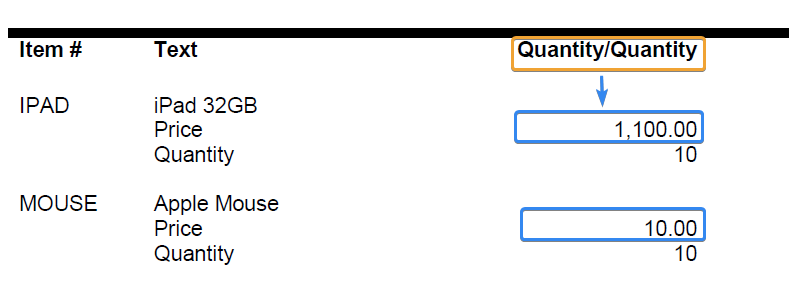 Item # Text Quantity/Quantity
IPAD iPad 32GB
Price 1,100.00
Quantity 10
MOUSE Apple Mouse
Price 10.00
Quantity 10